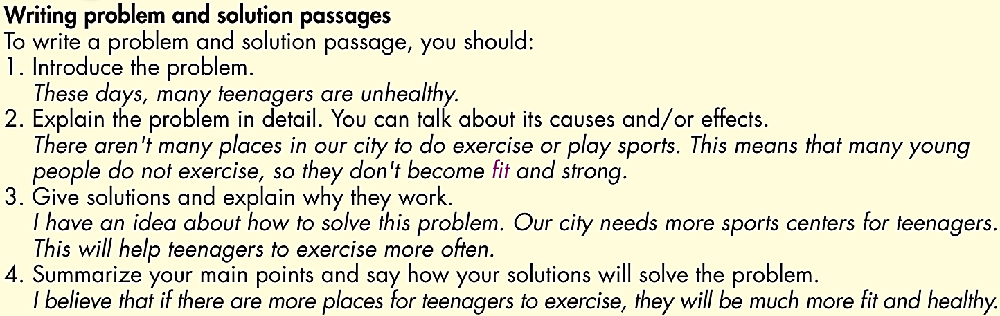 Writing problem and solution passages
To write a problem and solution passage, you should:
1. Introduce the problem.
These days, many teenagers are unhealthy.
2. Explain the problem in detail. You can talk about its causes and/or effects.
There aren't many places in our city to do exercise or play sports. This means that many young
people do not exercise, so they don't become fit and strong.
3. Give solutions and explain why they work.
I have an idea about how to solve this problem. Our city needs more sports centers for teenagers.
This will help teenagers to exercise more often.
4. Summarize your main points and say how your solutions will solve the problem.
I believe that if there are more places for teenagers to exercise, they will be much more fit and healthy.